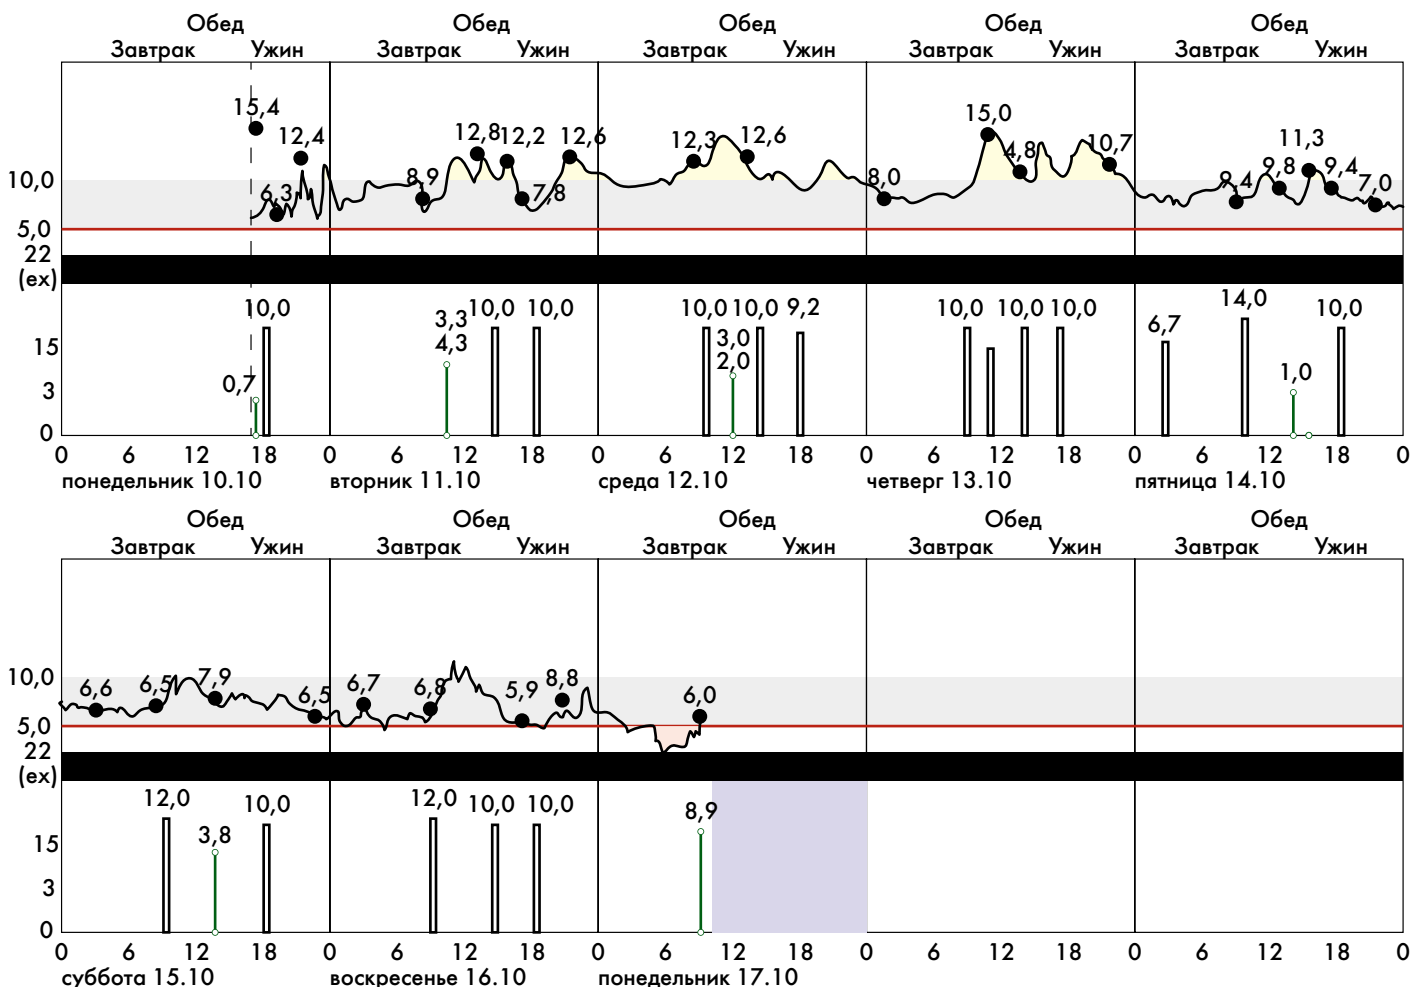 Обед Обед Обед Обед Обед
Завтрак Ужин Завтрак Ужин Завтрак Ужин Завтрак Ужин Завтрак Ужин
15,4 12,4 6,3 8,9 12,8 12,2 7,8 12,6 12,3 12,6 8,0 15,0 4,8 10,7 9,4 9,8 11,3 9,4 7,0
10,0
5,0
22
(ex)
10,0 3,3 10,0 10,0 10,0 10,0 9,2 10,0 10,0 10,0 6,7 14,0 10,0
4,3 3,0
2,0
0,7 1,0
15
3
0
0 6 12 18 0 6 12 18 0 6 12 18 0 6 12 18 0 6 12 18 0
понедельник 10.10 вторник 11.10 среда 12.10 четверг 13.10 пятница 14.10
Обед Обед Обед Обед Обед
Завтрак Ужин Завтрак Ужин Завтрак Ужин Завтрак Ужин Завтрак Ужин
10,0
6,6 6,5 7,9 6,5 6,7 6,8 5,9 8,8 6,0
5,0
22
(ex)
12,0 3,8 10,0 12,0 10,0 10,0 8,9
15
3
0
0 6 12 18 0 6 12 18 0 6 12 18 0 6 12 18 0 6 12 18 0
суббота 15.10 воскресенье 16.10 понедельник 17.10